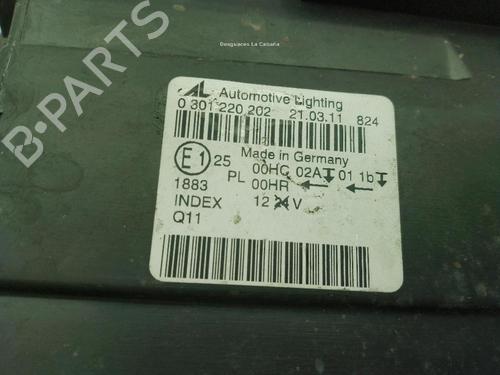 Desguaces La Cabaña
B-PARTS
AL Automotive Lighting
0 301 220 202 21.03.11 824
Made in Germany
E1 25 00HC 02A 01 1b
1883 PL 00HR
INDEX 12 V
Q11